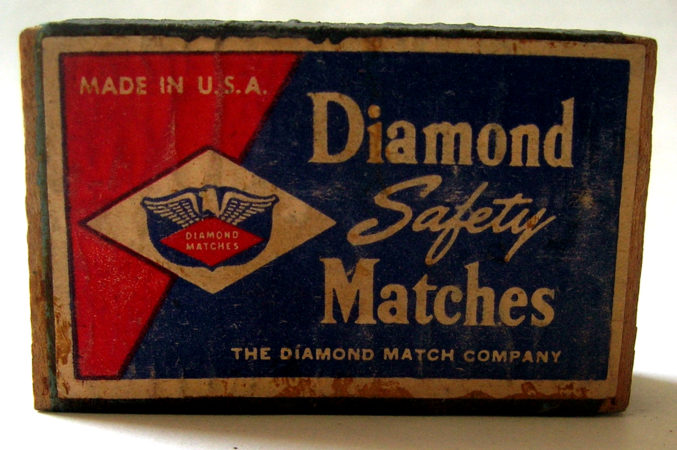 MADE IN U.S.A.
Diamond
Safety
Matches
DIAMOND
MATCHES
THE DIAMOND MATCH COMPANY